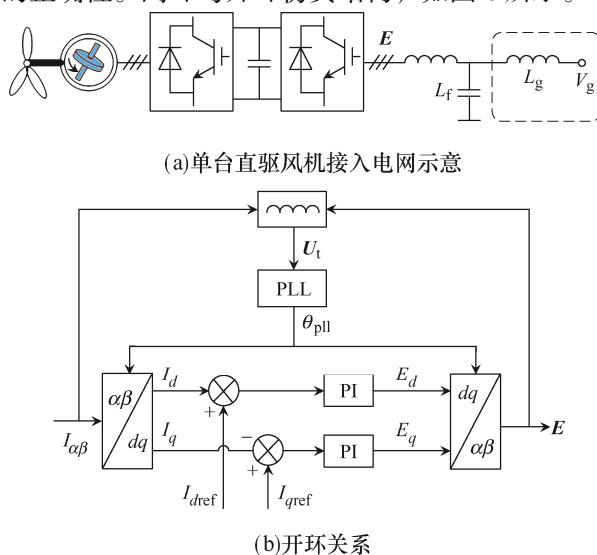 E
L_f
L_g
V_g
(a)单台直驱风机接入电网示意
U_t
PLL
θ_pll
αβ
dq
I_d
I_q
+
−
+
PI
PI
E_d
E_q
dq
αβ
I_αβ
E
I_dref
I_qref
(b)开环关系